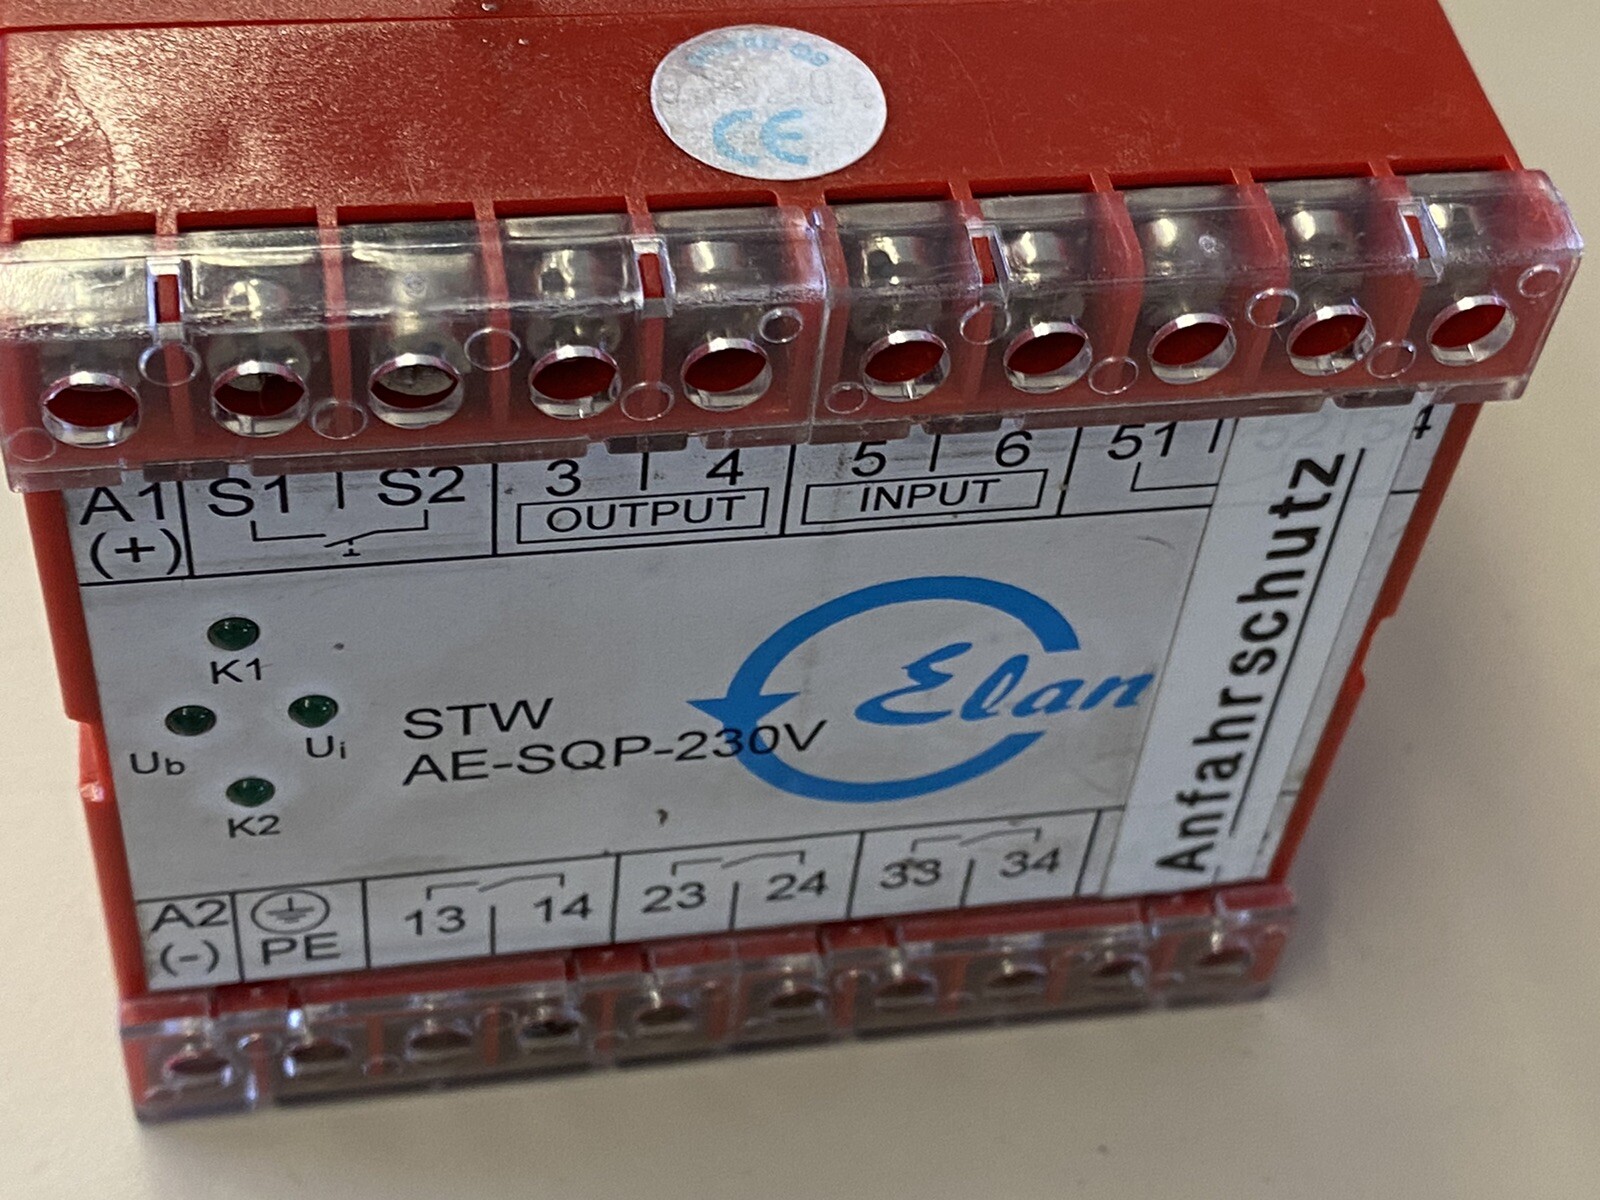 CE
A1 S1 S2 3 4 5 6 51
(+) OUTPUT INPUT
K1
Ub Ui
K2
STW
AE-SQP-230V
Elan
Anfahrschutz
A2 PE 13 14 23 24 33 34
(-)